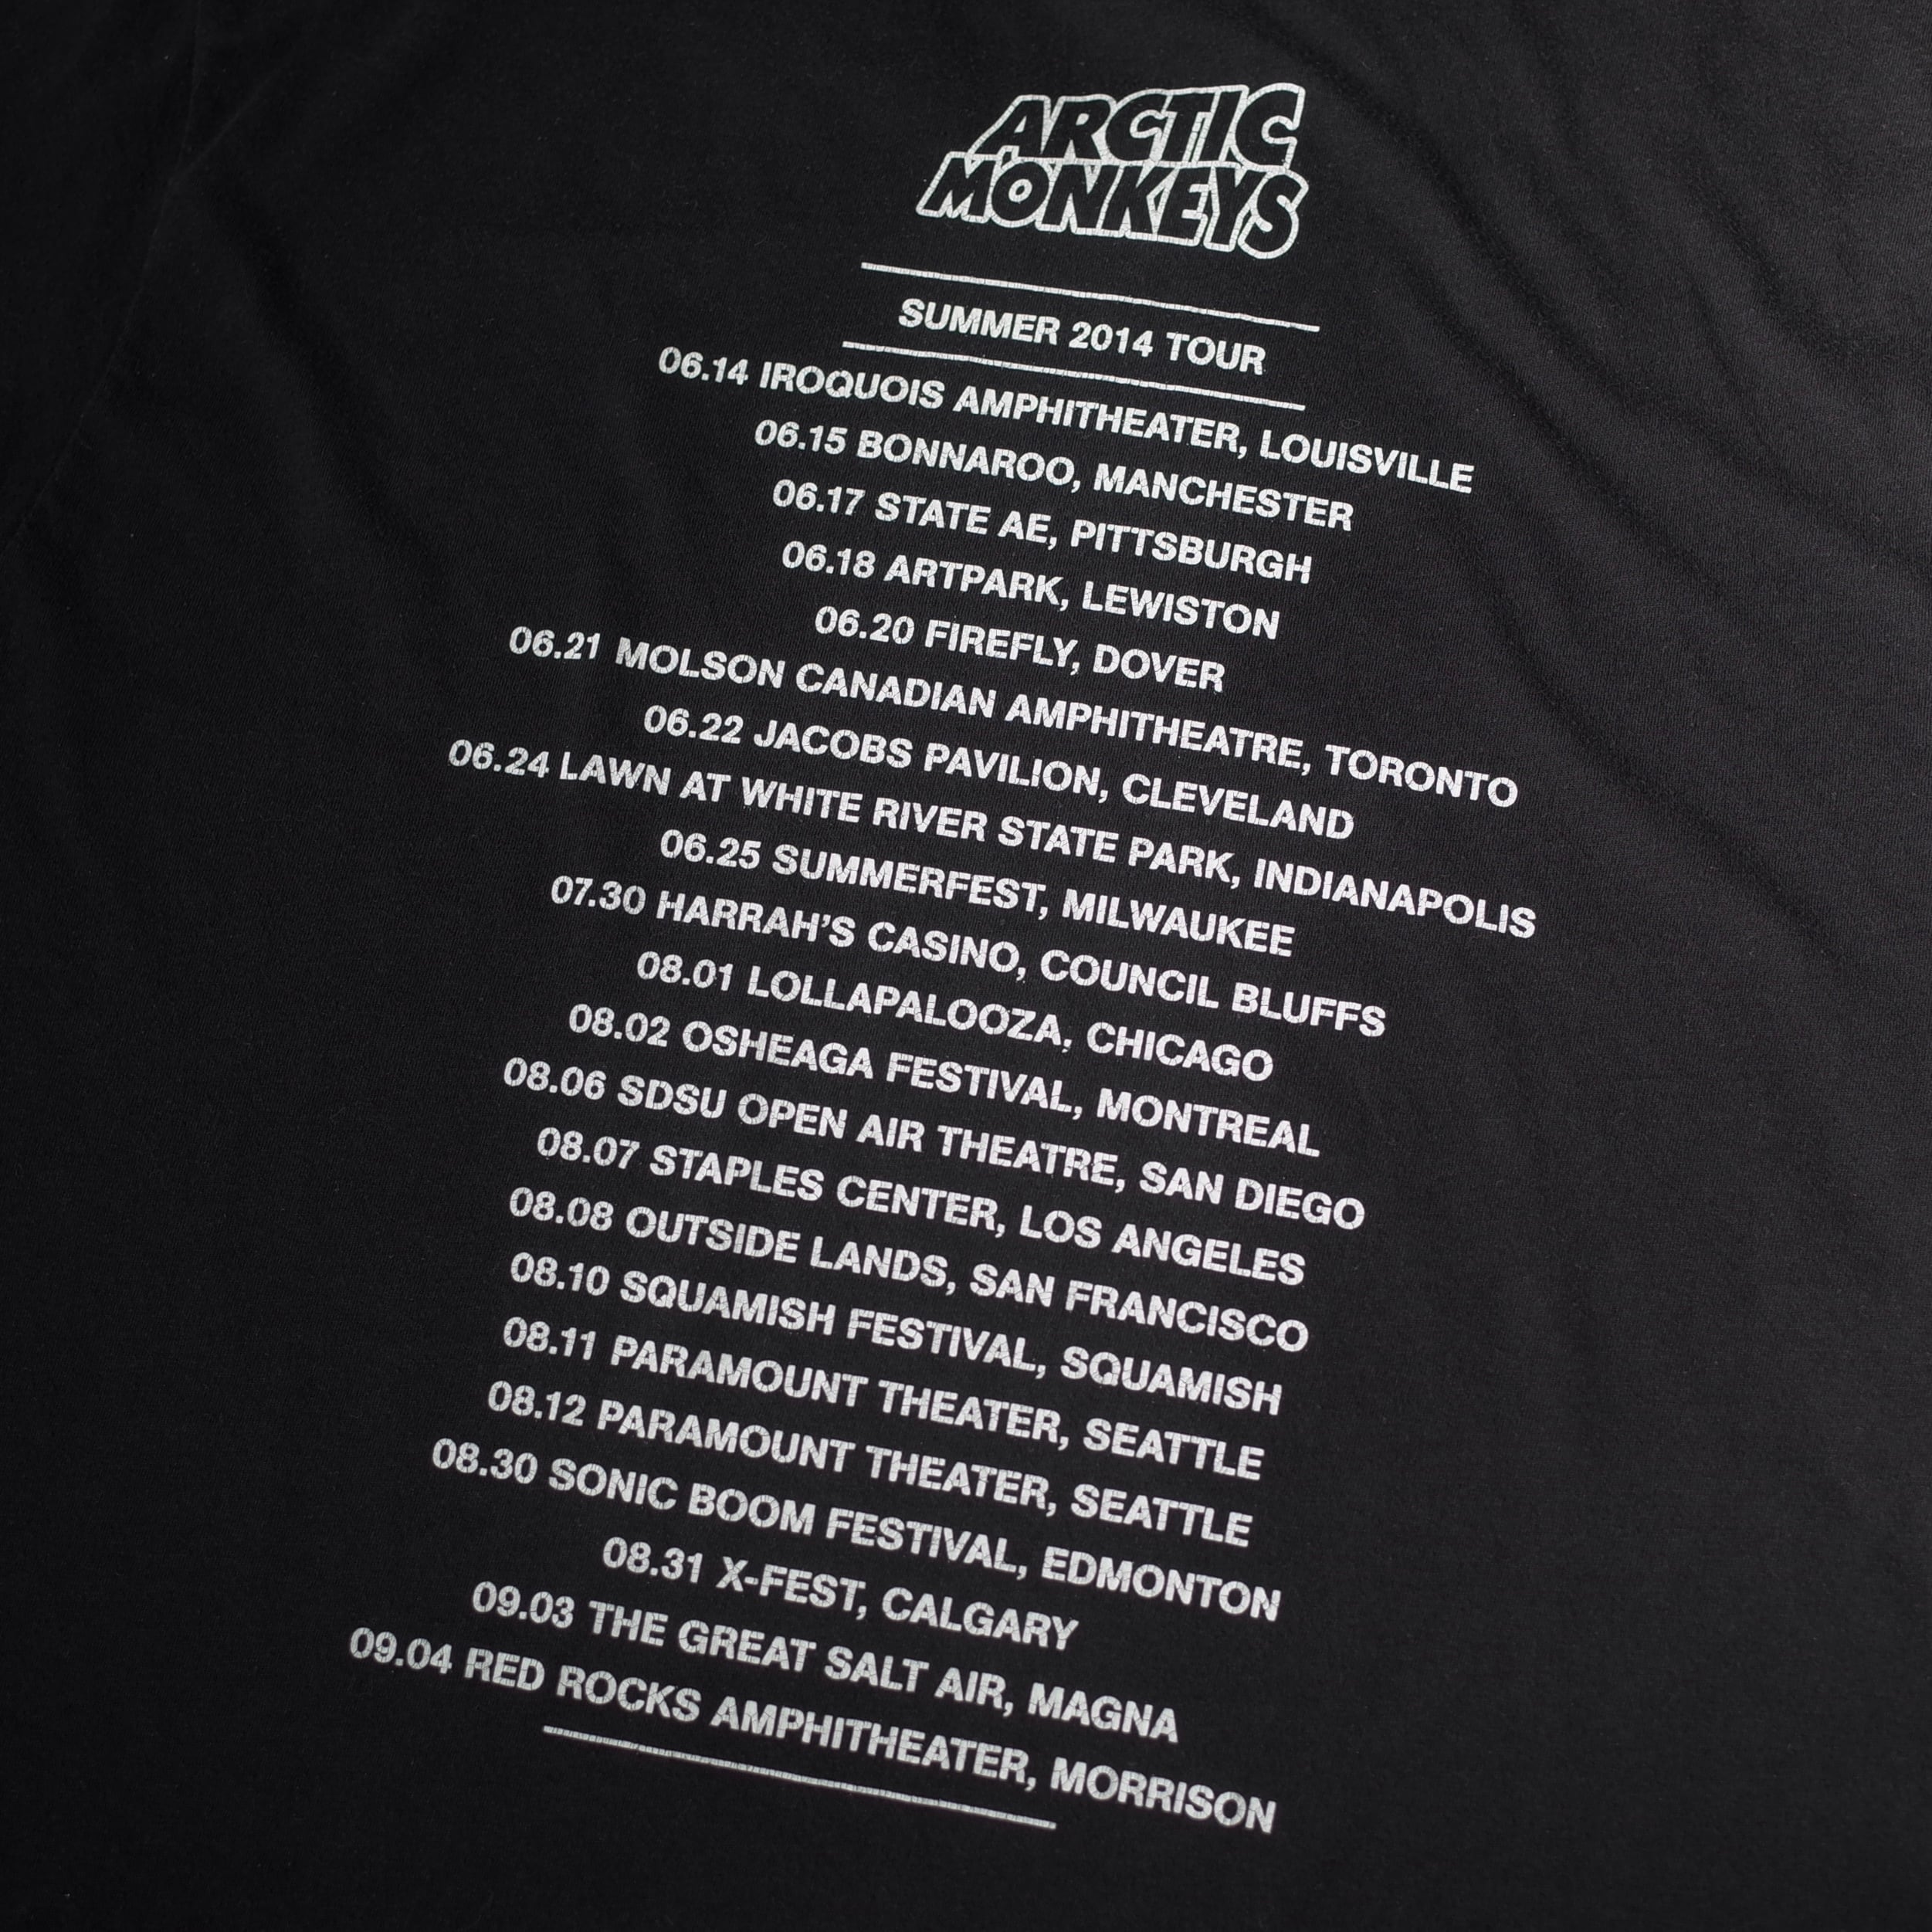 ARCTIC
MONKEYS
SUMMER 2014 TOUR
06.14 IROQUOIS AMPHITHEATER, LOUISVILLE
06.15 BONNAROO, MANCHESTER
06.17 STATE AE, PITTSBURGH
06.18 ARTPARK, LEWISTON
06.20 FIREFLY, DOVER
06.21 MOLSON CANADIAN AMPHITHEATRE, TORONTO
06.22 JACOBS PAVILION, CLEVELAND
06.24 LAWN AT WHITE RIVER STATE PARK, INDIANAPOLIS
06.25 SUMMERFEST, MILWAUKEE
07.30 HARRAH'S CASINO, COUNCIL BLUFFS
08.01 LOLLAPALOOZA, CHICAGO
08.02 OSHEAGA FESTIVAL, MONTREAL
08.06 SDSU OPEN AIR THEATRE, SAN DIEGO
08.07 STAPLES CENTER, LOS ANGELES
08.08 OUTSIDE LANDS, SAN FRANCISCO
08.10 SQUAMISH FESTIVAL, SQUAMISH
08.11 PARAMOUNT THEATER, SEATTLE
08.12 PARAMOUNT THEATER, SEATTLE
08.30 SONIC BOOM FESTIVAL, EDMONTON
08.31 X-FEST, CALGARY
09.03 THE GREAT SALT AIR, MAGNA
09.04 RED ROCKS AMPHITHEATER, MORRISON